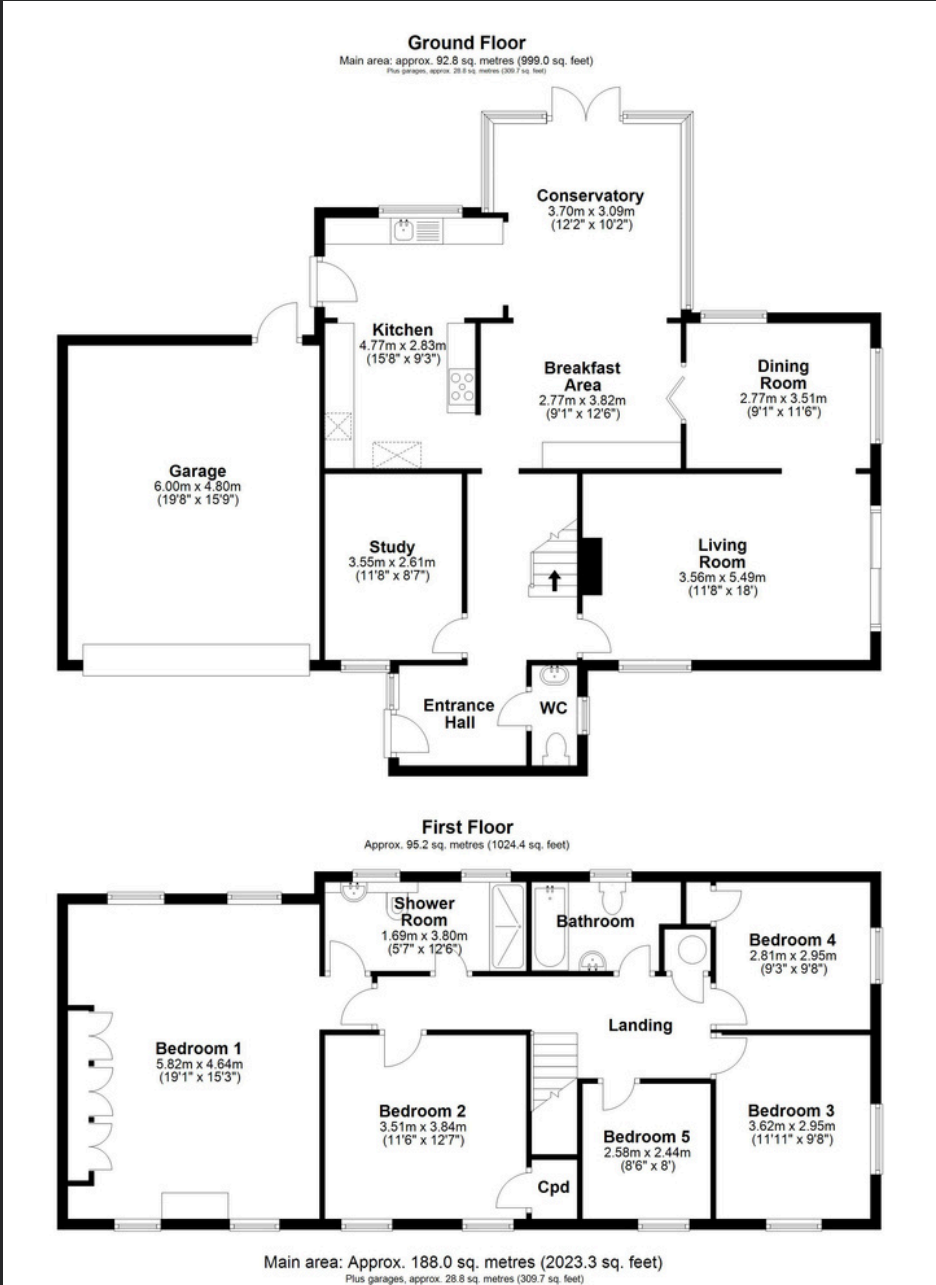 Ground Floor
Main area: approx. 92.8 sq. metres (999.0 sq. feet)
Plus garages, approx. 28.8 sq. metres (309.7 sq. feet)
Conservatory
3.70m x 3.09m
(12'2" x 10'2")
Kitchen
4.77m x 2.83m
(15'8" x 9'3")
Breakfast
Area
2.77m x 3.82m
(9'1" x 12'6")
Dining
Room
2.77m x 3.51m
(9'1" x 11'6")
Garage
6.00m x 4.80m
(19'8" x 15'9")
Study
3.55m x 2.61m
(11'8" x 8'7")
Living
Room
3.56m x 5.49m
(11'8" x 18')
Entrance
Hall
WC
First Floor
Approx. 95.2 sq. metres (1024.4 sq. feet)
Shower
Room
1.69m x 3.80m
(5'7" x 12'6")
Bathroom
Bedroom 4
2.81m x 2.95m
(9'3" x 9'8")
Landing
Bedroom 1
5.82m x 4.64m
(19'1" x 15'3")
Bedroom 2
3.51m x 3.84m
(11'6" x 12'7")
Bedroom 3
3.62m x 2.95m
(11'11" x 9'8")
Bedroom 5
2.58m x 2.44m
(8'6" x 8')
Cpd
Main area: Approx. 188.0 sq. metres (2023.3 sq. feet)
Plus garages, approx. 28.8 sq. metres (309.7 sq. feet)